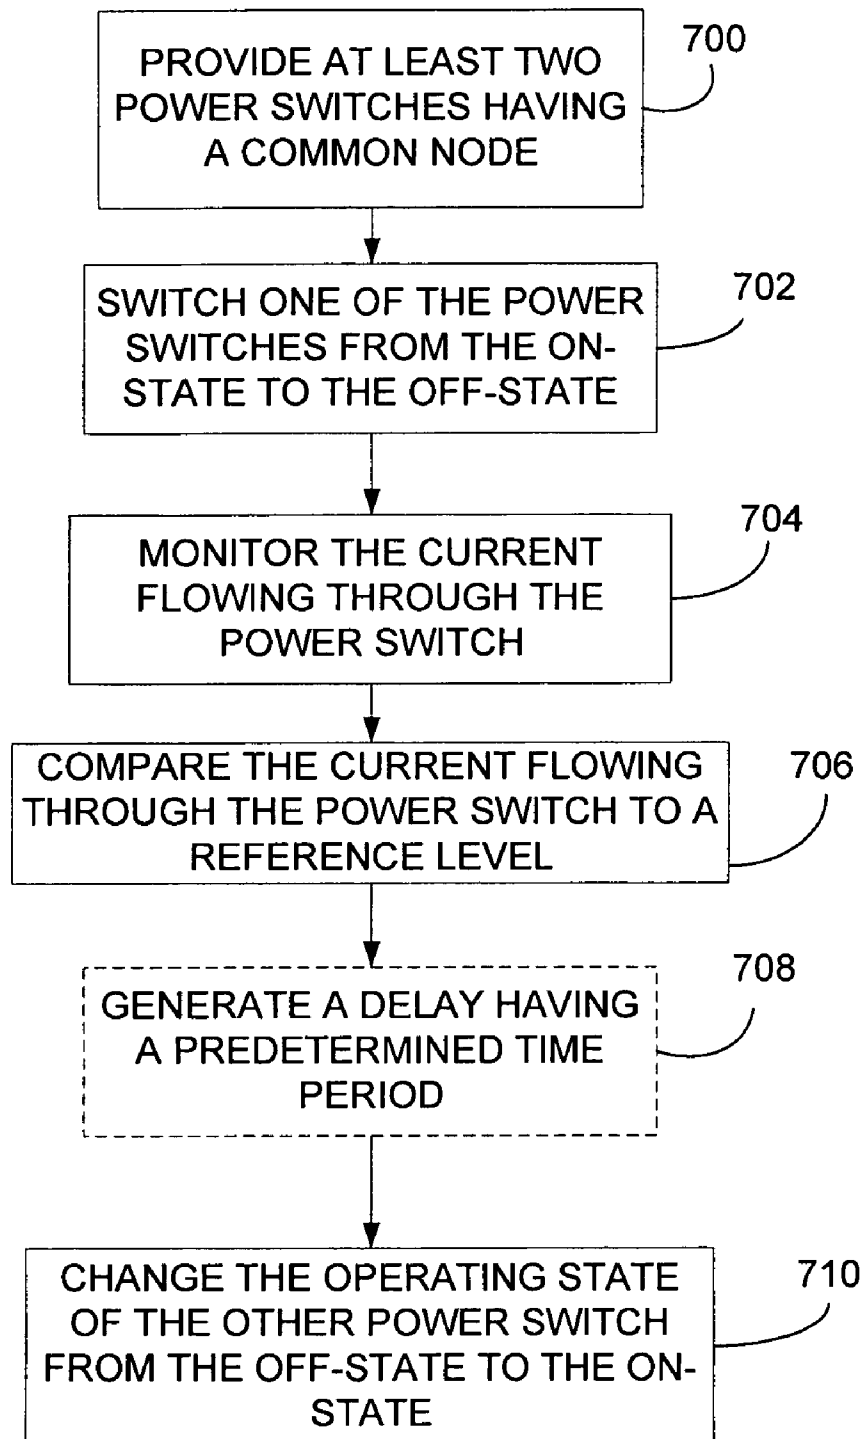 PROVIDE AT LEAST TWO
POWER SWITCHES HAVING
A COMMON NODE
700
SWITCH ONE OF THE POWER
SWITCHES FROM THE ON-
STATE TO THE OFF-STATE
702
MONITOR THE CURRENT
FLOWING THROUGH THE
POWER SWITCH
704
COMPARE THE CURRENT FLOWING
THROUGH THE POWER SWITCH TO A
REFERENCE LEVEL
706
GENERATE A DELAY HAVING
A PREDETERMINED TIME
PERIOD
708
CHANGE THE OPERATING STATE
OF THE OTHER POWER SWITCH
FROM THE OFF-STATE TO THE ON-
STATE
710